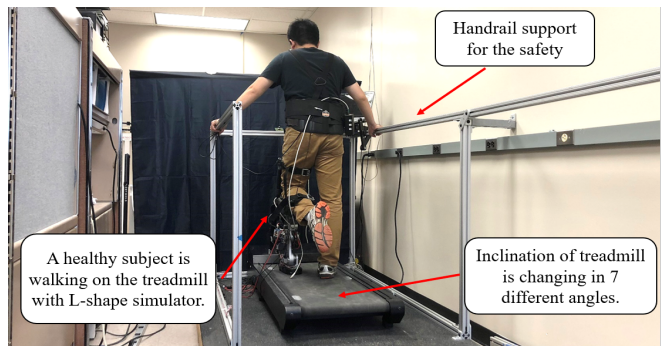 Handrail support
for the safety
A healthy subject is
walking on the treadmill
with L-shape simulator.
Inclination of treadmill
is changing in 7
different angles.